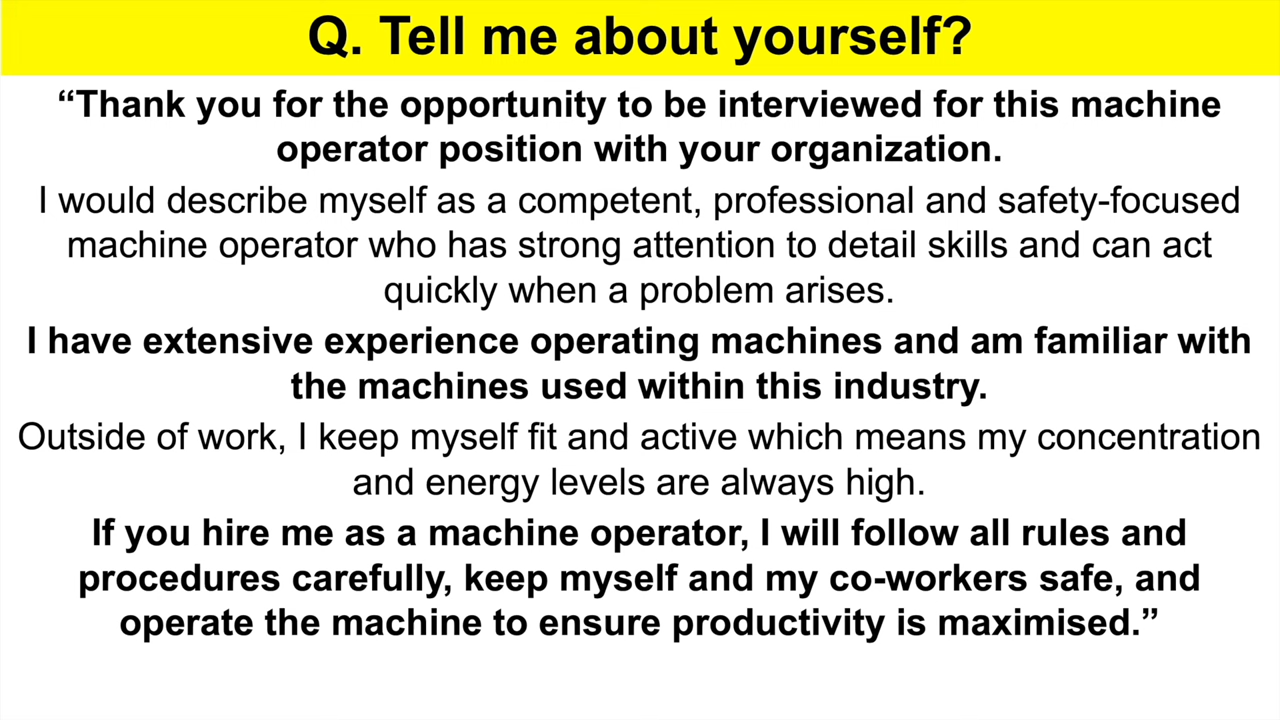 Q. Tell me about yourself?
“Thank you for the opportunity to be interviewed for this machine
operator position with your organization.
I would describe myself as a competent, professional and safety-focused
machine operator who has strong attention to detail skills and can act
quickly when a problem arises.
I have extensive experience operating machines and am familiar with
the machines used within this industry.
Outside of work, I keep myself fit and active which means my concentration
and energy levels are always high.
If you hire me as a machine operator, I will follow all rules and
procedures carefully, keep myself and my co-workers safe, and
operate the machine to ensure productivity is maximised.”